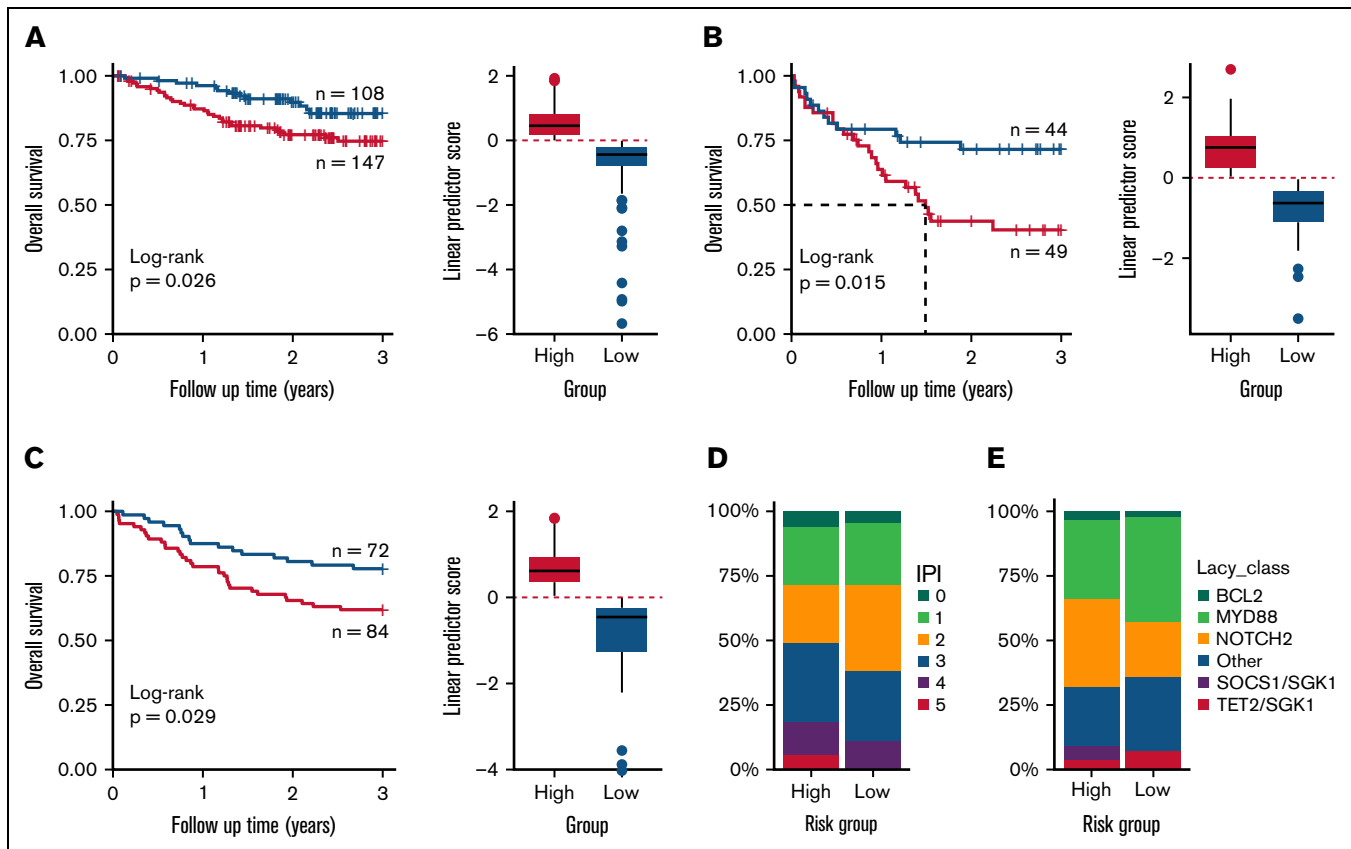 A
Overall survival
1.00
0.75
0.50
0.25
0.00
n = 108
n = 147
Log-rank
p = 0.026
0 1 2 3
Follow up time (years)
Linear predictor score
2
0
−2
−4
−6
High Low
Group
B
Overall survival
1.00
0.75
0.50
0.25
0.00
n = 44
n = 49
Log-rank
p = 0.015
0 1 2 3
Follow up time (years)
Linear predictor score
2
0
−2
High Low
Group
C
Overall survival
1.00
0.75
0.50
0.25
0.00
n = 72
n = 84
Log-rank
p = 0.029
0 1 2 3
Follow up time (years)
Linear predictor score
2
0
−2
−4
High Low
Group
D
100%
75%
50%
25%
0%
High Low
Risk group
IPI
0
1
2
3
4
5
E
100%
75%
50%
25%
0%
High Low
Risk group
Lacy_class
BCL2
MYD88
NOTCH2
Other
SOCS1/SGK1
TET2/SGK1